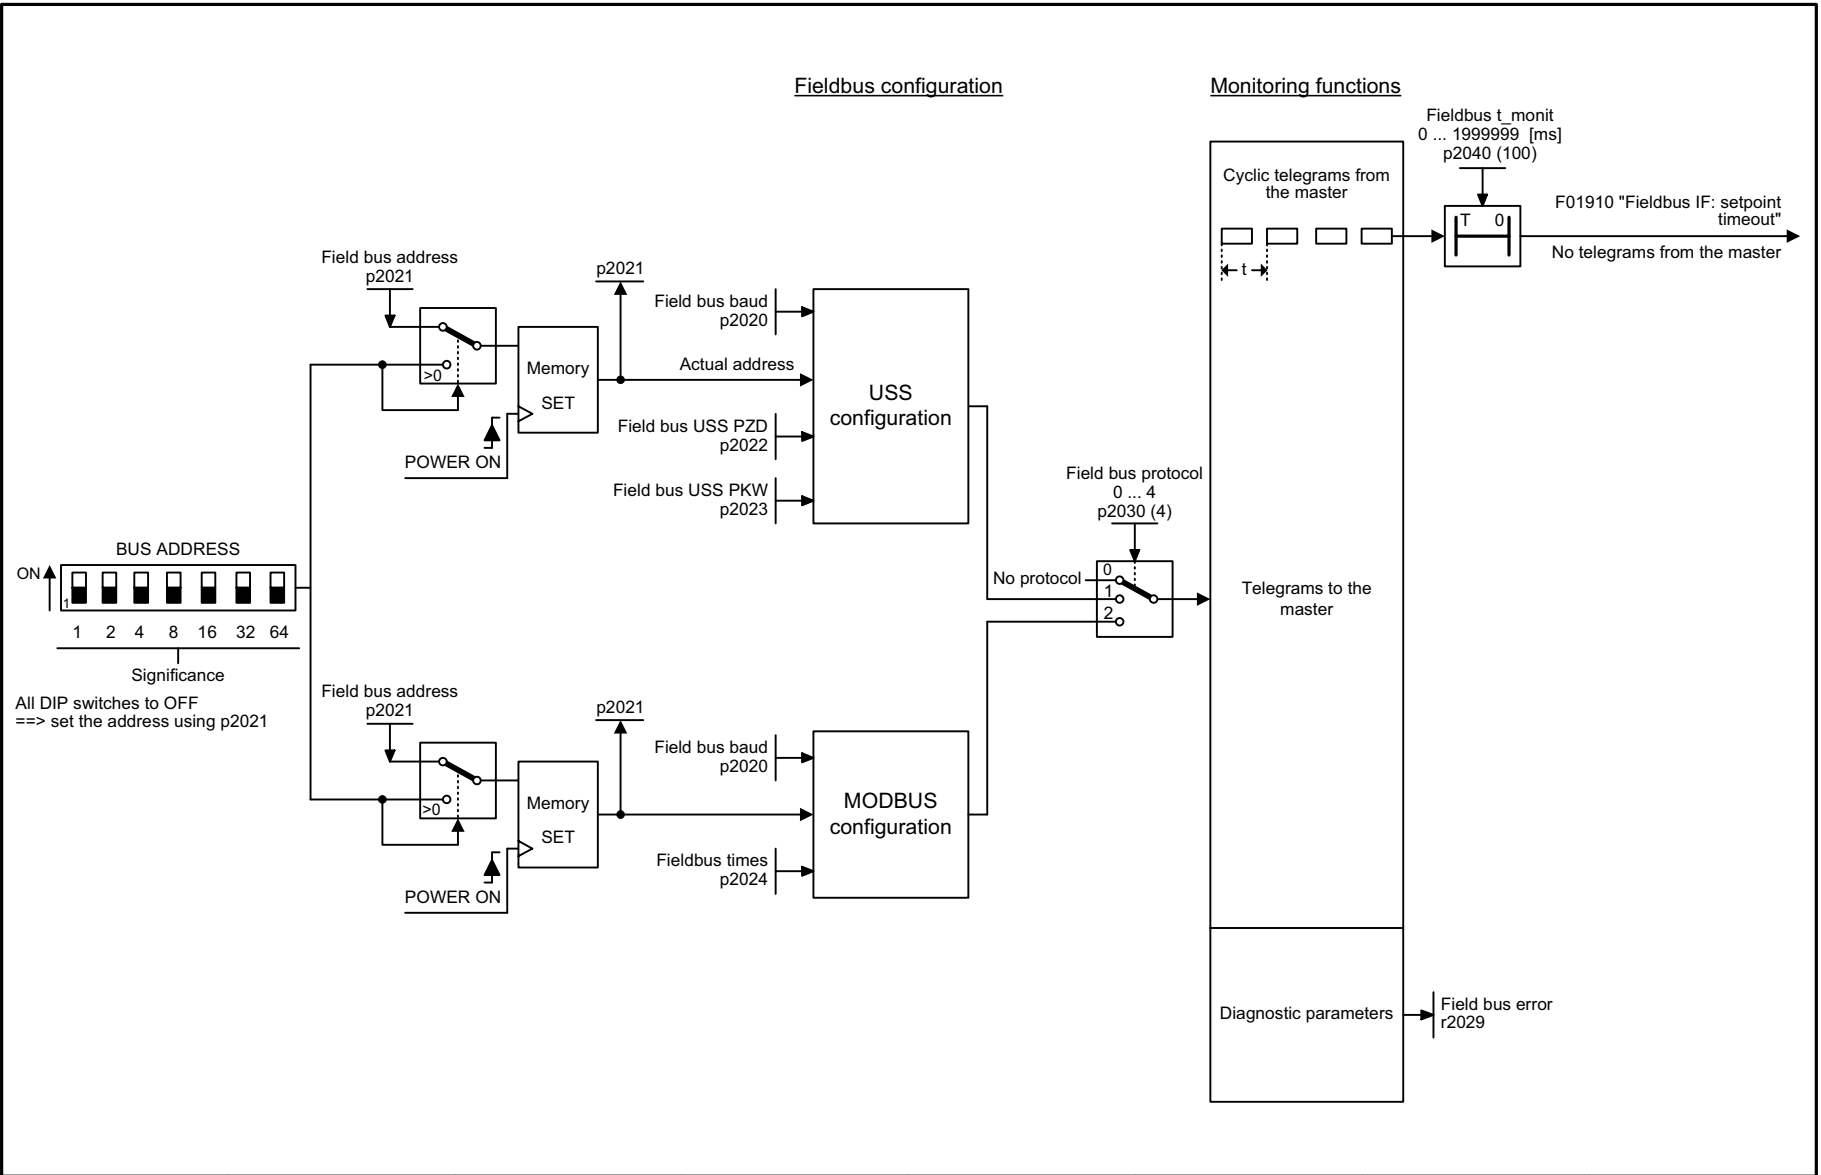 Fieldbus configuration
Monitoring functions
Fieldbus t_monit
0 ... 1999999 [ms]
p2040 (100)
Cyclic telegrams from
the master
T 0
F01910 "Fieldbus IF: setpoint
timeout"
No telegrams from the master
t
Field bus address
p2021
>0
Memory
SET
POWER ON
p2021
Field bus baud
p2020
Actual address
Field bus USS PZD
p2022
Field bus USS PKW
p2023
USS
configuration
Field bus protocol
0 ... 4
p2030 (4)
No protocol
0
1
2
Telegrams to the
master
BUS ADDRESS
ON
1
1 2 4 8 16 32 64
Significance
All DIP switches to OFF
==> set the address using p2021
Field bus address
p2021
>0
Memory
SET
POWER ON
p2021
Field bus baud
p2020
Fieldbus times
p2024
MODBUS
configuration
Diagnostic parameters
Field bus error
r2029